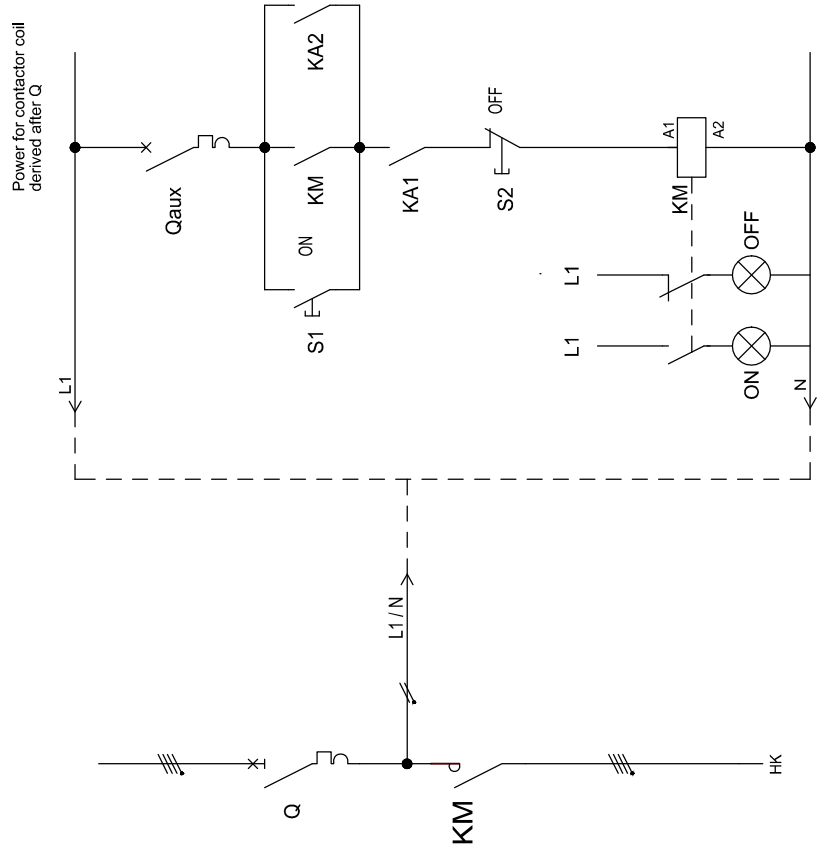 Power for contactor coil
derived after Q
L1
Qaux
KA2
KM
ON
S1
KA1
OFF
S2
A1
A2
KM
L1
L1
OFF
ON
N
L1 / N
Q
KM
HK